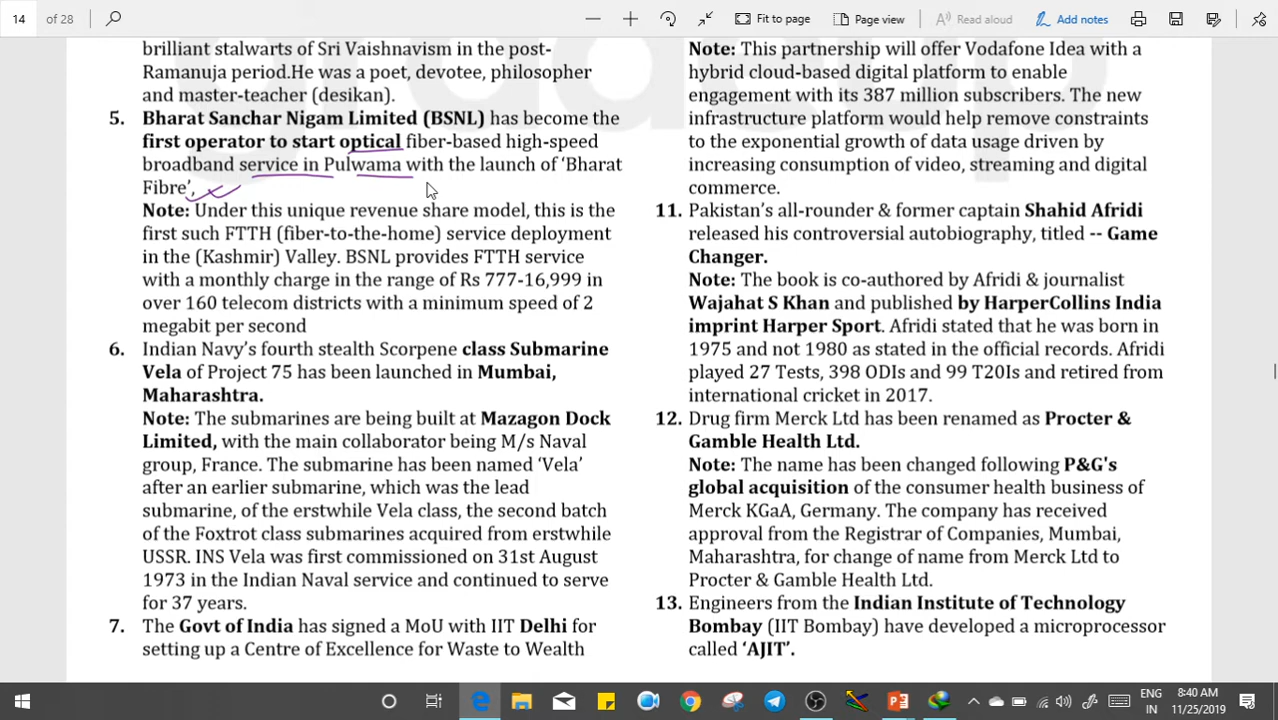 14
of 28
Fit to page
Page view
Read aloud
Add notes
brilliant stalwarts of Sri Vaishnavism in the post-
Ramanuja period.He was a poet, devotee, philosopher
and master-teacher (desikan).
5. Bharat Sanchar Nigam Limited (BSNL) has become the
first operator to start optical fiber-based high-speed
broadband service in Pulwama with the launch of ‘Bharat
Fibre’,
Note: Under this unique revenue share model, this is the
first such FTTH (fiber-to-the-home) service deployment
in the (Kashmir) Valley. BSNL provides FTTH service
with a monthly charge in the range of Rs 777-16,999 in
over 160 telecom districts with a minimum speed of 2
megabit per second
6. Indian Navy’s fourth stealth Scorpene class Submarine
Vela of Project 75 has been launched in Mumbai,
Maharashtra.
Note: The submarines are being built at Mazagon Dock
Limited, with the main collaborator being M/s Naval
group, France. The submarine has been named ‘Vela’
after an earlier submarine, which was the lead
submarine, of the erstwhile Vela class, the second batch
of the Foxtrot class submarines acquired from erstwhile
USSR. INS Vela was first commissioned on 31st August
1973 in the Indian Naval service and continued to serve
for 37 years.
7. The Govt of India has signed a MoU with IIT Delhi for
setting up a Centre of Excellence for Waste to Wealth
Note: This partnership will offer Vodafone Idea with a
hybrid cloud-based digital platform to enable
engagement with its 387 million subscribers. The new
infrastructure platform would help remove constraints
to the exponential growth of data usage driven by
increasing consumption of video, streaming and digital
commerce.
11. Pakistan’s all-rounder & former captain Shahid Afridi
released his controversial autobiography, titled -- Game
Changer.
Note: The book is co-authored by Afridi & journalist
Wajahat S Khan and published by HarperCollins India
imprint Harper Sport. Afridi stated that he was born in
1975 and not 1980 as stated in the official records. Afridi
played 27 Tests, 398 ODIs and 99 T20Is and retired from
international cricket in 2017.
12. Drug firm Merck Ltd has been renamed as Procter &
Gamble Health Ltd.
Note: The name has been changed following P&G's
global acquisition of the consumer health business of
Merck KGaA, Germany. The company has received
approval from the Registrar of Companies, Mumbai,
Maharashtra, for change of name from Merck Ltd to
Procter & Gamble Health Ltd.
13. Engineers from the Indian Institute of Technology
Bombay (IIT Bombay) have developed a microprocessor
called ‘AJIT’.
ENG
IN
8:40 AM
11/25/2019